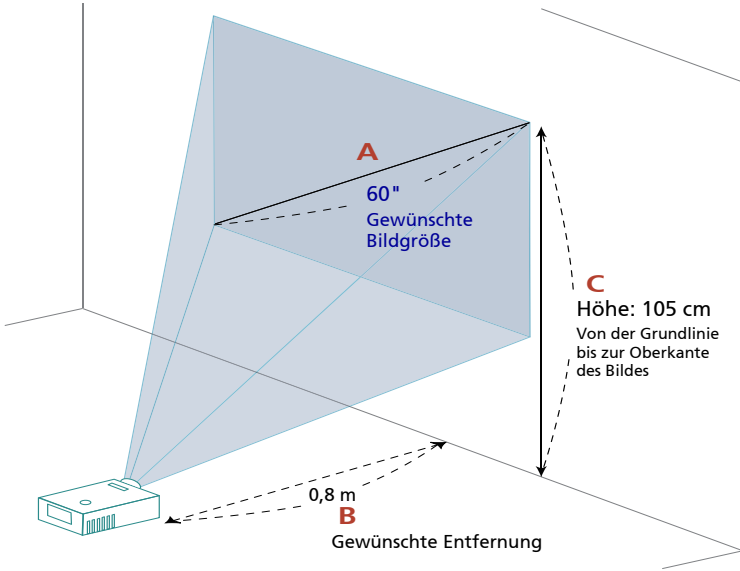 A
60"
Gewünschte
Bildgröße
C
Höhe: 105 cm
Von der Grundlinie
bis zur Oberkante
des Bildes
0,8 m
B
Gewünschte Entfernung